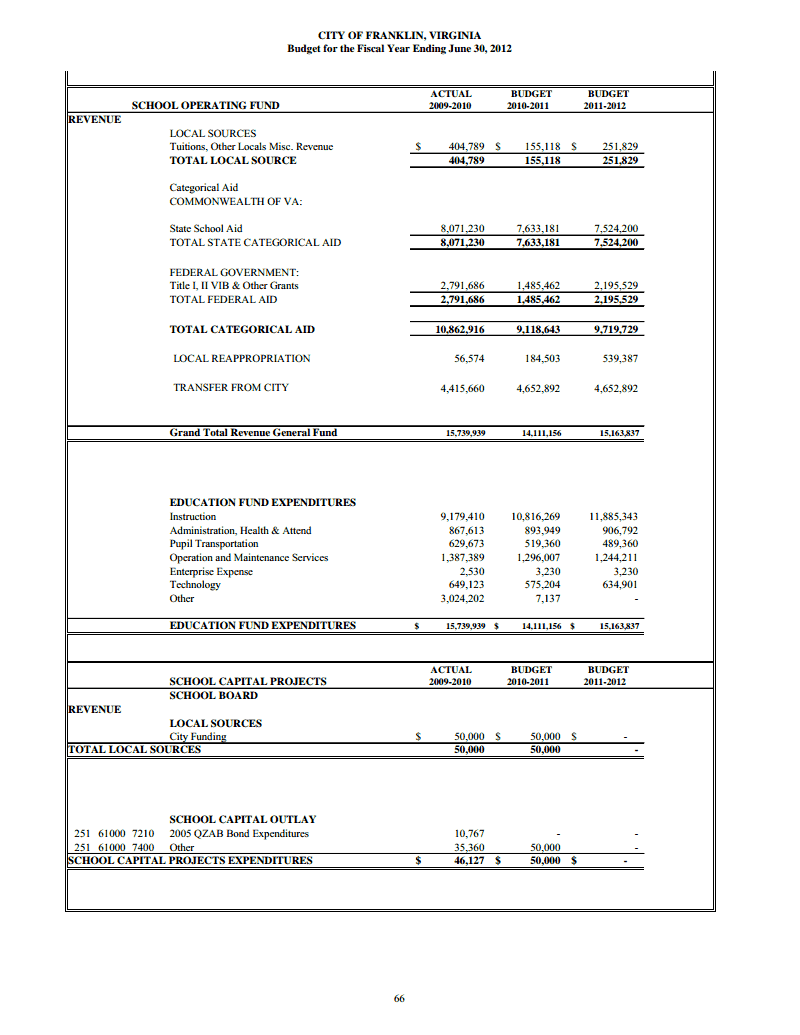 CITY OF FRANKLIN, VIRGINIA
Budget for the Fiscal Year Ending June 30, 2012
ACTUAL BUDGET BUDGET
SCHOOL OPERATING FUND 2009-2010 2010-2011 2011-2012
REVENUE
LOCAL SOURCES
Tuitions, Other Locals Misc. Revenue $ 404,789 $ 155,118 $ 251,829
TOTAL LOCAL SOURCE 404,789 155,118 251,829
Categorical Aid
COMMONWEALTH OF VA:
State School Aid 8,071,230 7,633,181 7,524,200
TOTAL STATE CATEGORICAL AID 8,071,230 7,633,181 7,524,200
FEDERAL GOVERNMENT:
Title I, II VIB & Other Grants 2,791,686 1,485,462 2,195,529
TOTAL FEDERAL AID 2,791,686 1,485,462 2,195,529
TOTAL CATEGORICAL AID 10,862,916 9,118,643 9,719,729
LOCAL REAPPROPRIATION 56,574 184,503 539,387
TRANSFER FROM CITY 4,415,660 4,652,892 4,652,892
Grand Total Revenue General Fund 15,739,939 14,111,156 15,163,837
EDUCATION FUND EXPENDITURES
Instruction 9,179,410 10,816,269 11,885,343
Administration, Health & Attend 867,613 893,949 906,792
Pupil Transportation 629,673 519,360 489,360
Operation and Maintenance Services 1,387,389 1,296,007 1,244,211
Enterprise Expense 2,530 3,230 3,230
Technology 649,123 575,204 634,901
Other 3,024,202 7,137 -
EDUCATION FUND EXPENDITURES $ 15,739,939 $ 14,111,156 $ 15,163,837
ACTUAL BUDGET BUDGET
SCHOOL CAPITAL PROJECTS 2009-2010 2010-2011 2011-2012
SCHOOL BOARD
REVENUE
LOCAL SOURCES
City Funding $ 50,000 $ 50,000 $ -
TOTAL LOCAL SOURCES 50,000 50,000 -
SCHOOL CAPITAL OUTLAY
251 61000 7210 2005 QZAB Bond Expenditures 10,767 - -
251 61000 7400 Other 35,360 50,000 -
SCHOOL CAPITAL PROJECTS EXPENDITURES $ 46,127 $ 50,000 $ -
66